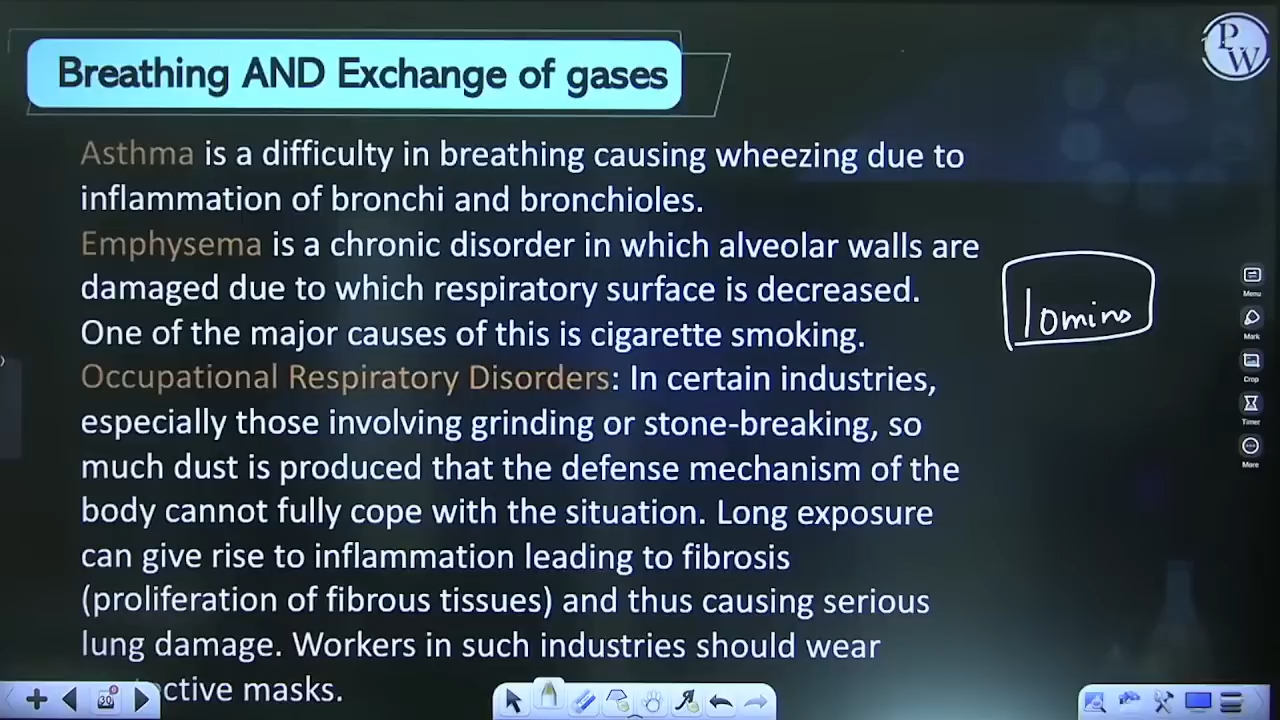 Breathing AND Exchange of gases
PW
Asthma is a difficulty in breathing causing wheezing due to
inflammation of bronchi and bronchioles.
Emphysema is a chronic disorder in which alveolar walls are
damaged due to which respiratory surface is decreased.
One of the major causes of this is cigarette smoking.
10mins
Occupational Respiratory Disorders: In certain industries,
especially those involving grinding or stone-breaking, so
much dust is produced that the defense mechanism of the
body cannot fully cope with the situation. Long exposure
can give rise to inflammation leading to fibrosis
(proliferation of fibrous tissues) and thus causing serious
lung damage. Workers in such industries should wear
ctive masks.
Menu
Mark
Crop
Timer
More
30